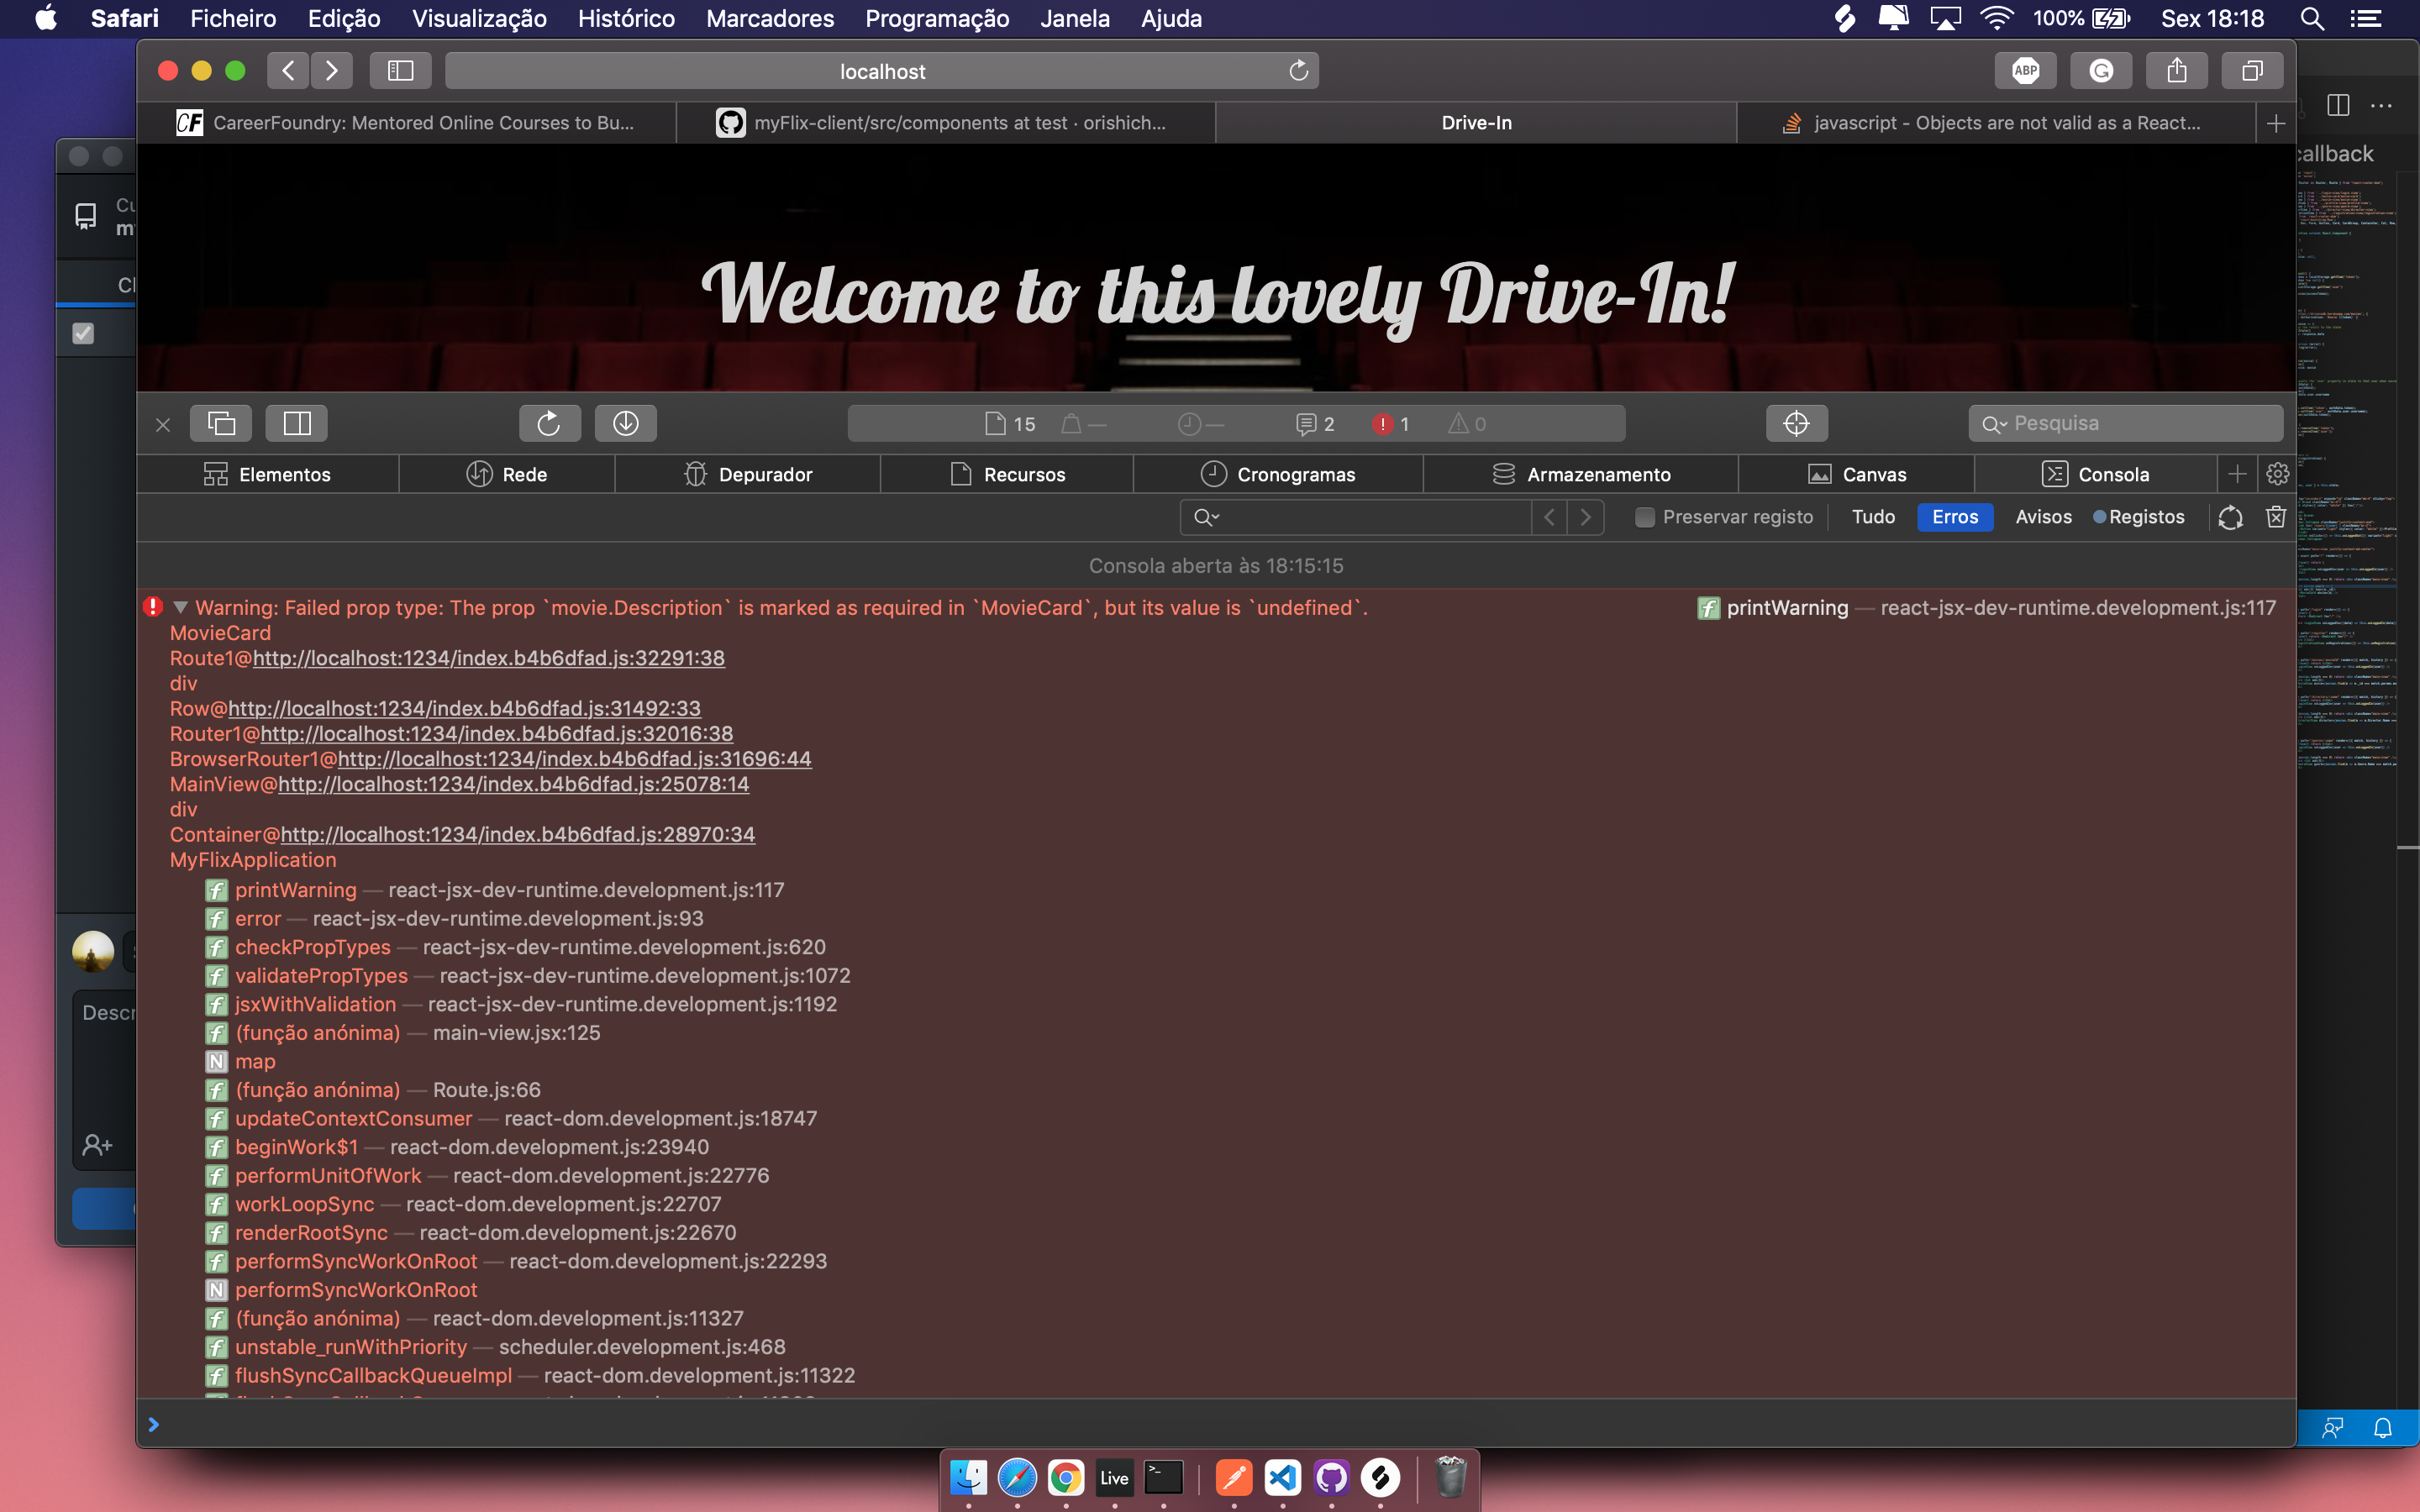 Safari Ficheiro Edição Visualização Histórico Marcadores Programação Janela Ajuda 100% Sex 18:18
localhost ABP G
CF CareerFoundry: Mentored Online Courses to Bu... myFlix-client/src/components at test · orishich... Drive-In javascript - Objects are not valid as a React...
callback
Cu
Welcome to this lovely Drive-In!
15 — — 2 1 0 Pesquisa
Elementos Rede Depurador Recursos Cronogramas Armazenamento Canvas Consola
Preservar registo Tudo Erros Avisos Registos
Consola aberta às 18:15:15
Warning: Failed prop type: The prop `movie.Description` is marked as required in `MovieCard`, but its value is `undefined`. f printWarning — react-jsx-dev-runtime.development.js:117
MovieCard
Route1@http://localhost:1234/index.b4b6dfad.js:32291:38
div
Row@http://localhost:1234/index.b4b6dfad.js:31492:33
Router1@http://localhost:1234/index.b4b6dfad.js:32016:38
BrowserRouter1@http://localhost:1234/index.b4b6dfad.js:31696:44
MainView@http://localhost:1234/index.b4b6dfad.js:25078:14
div
Container@http://localhost:1234/index.b4b6dfad.js:28970:34
MyFlixApplication
f printWarning — react-jsx-dev-runtime.development.js:117
f error — react-jsx-dev-runtime.development.js:93
f checkPropTypes — react-jsx-dev-runtime.development.js:620
f validatePropTypes — react-jsx-dev-runtime.development.js:1072
f jsxWithValidation — react-jsx-dev-runtime.development.js:1192
f (função anónima) — main-view.jsx:125
N map
f (função anónima) — Route.js:66
f updateContextConsumer — react-dom.development.js:18747
f beginWork$1 — react-dom.development.js:23940
f performUnitOfWork — react-dom.development.js:22776
f workLoopSync — react-dom.development.js:22707
f renderRootSync — react-dom.development.js:22670
f performSyncWorkOnRoot — react-dom.development.js:22293
N performSyncWorkOnRoot
f (função anónima) — react-dom.development.js:11327
f unstable_runWithPriority — scheduler.development.js:468
f flushSyncCallbackQueueImpl — react-dom.development.js:11322
Descr
Live